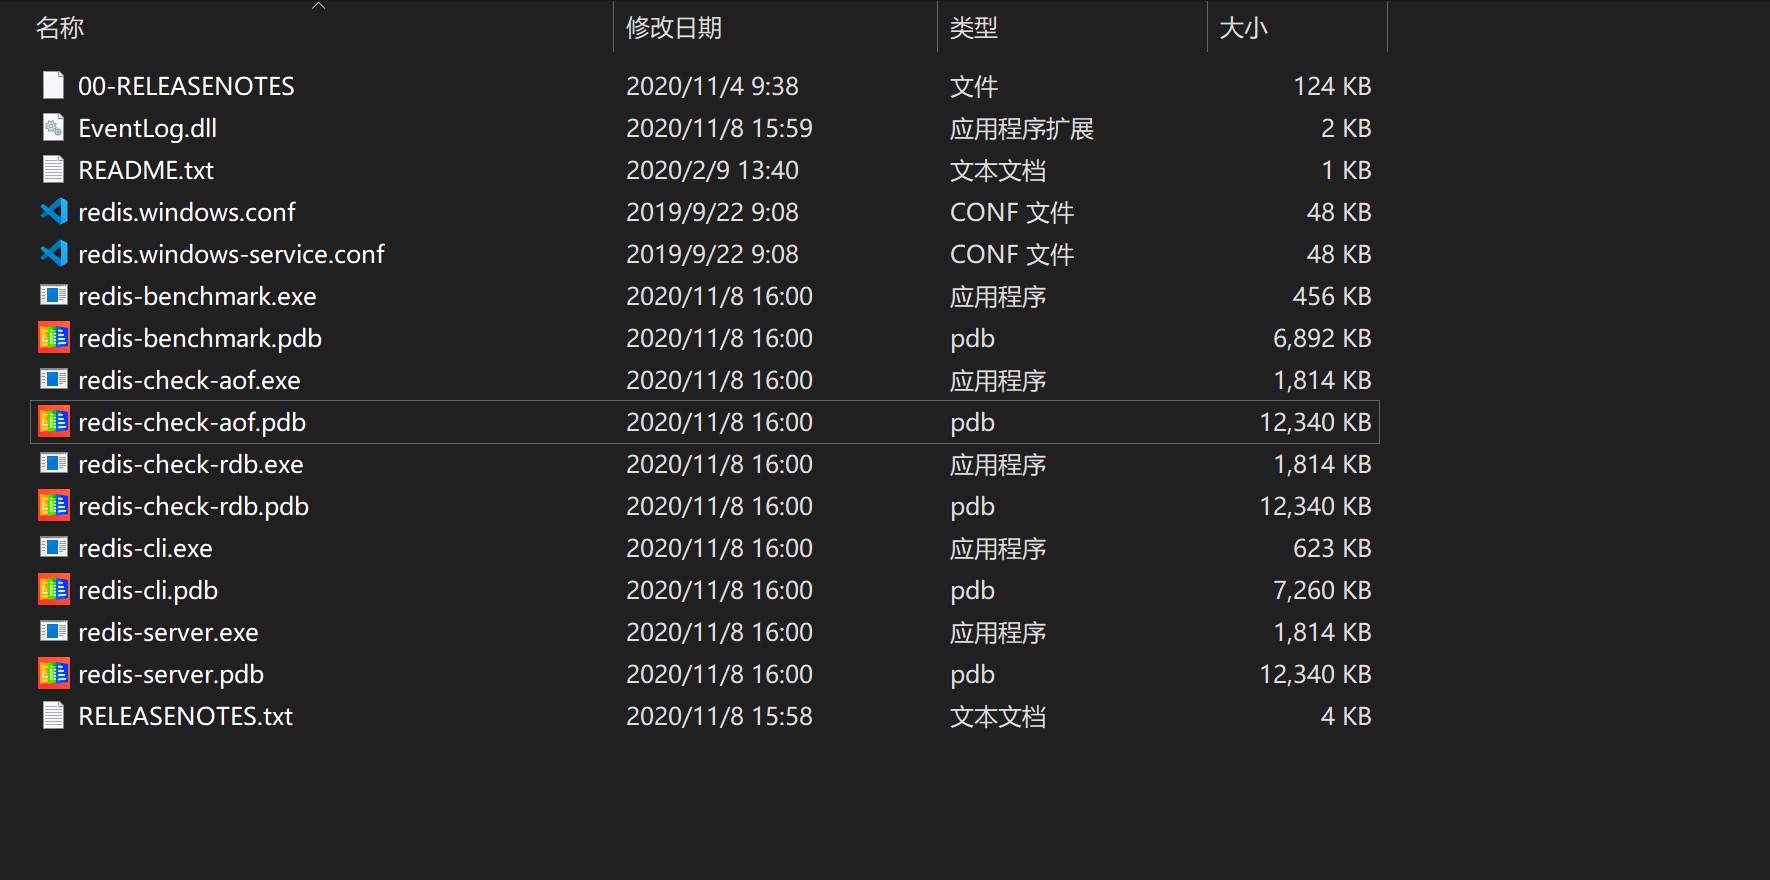 名称 修改日期 类型 大小
00-RELEASENOTES 2020/11/4 9:38 文件 124 KB
EventLog.dll 2020/11/8 15:59 应用程序扩展 2 KB
README.txt 2020/2/9 13:40 文本文档 1 KB
redis.windows.conf 2019/9/22 9:08 CONF 文件 48 KB
redis.windows-service.conf 2019/9/22 9:08 CONF 文件 48 KB
redis-benchmark.exe 2020/11/8 16:00 应用程序 456 KB
redis-benchmark.pdb 2020/11/8 16:00 pdb 6,892 KB
redis-check-aof.exe 2020/11/8 16:00 应用程序 1,814 KB
redis-check-aof.pdb 2020/11/8 16:00 pdb 12,340 KB
redis-check-rdb.exe 2020/11/8 16:00 应用程序 1,814 KB
redis-check-rdb.pdb 2020/11/8 16:00 pdb 12,340 KB
redis-cli.exe 2020/11/8 16:00 应用程序 623 KB
redis-cli.pdb 2020/11/8 16:00 pdb 7,260 KB
redis-server.exe 2020/11/8 16:00 应用程序 1,814 KB
redis-server.pdb 2020/11/8 16:00 pdb 12,340 KB
RELEASENOTES.txt 2020/11/8 15:58 文本文档 4 KB